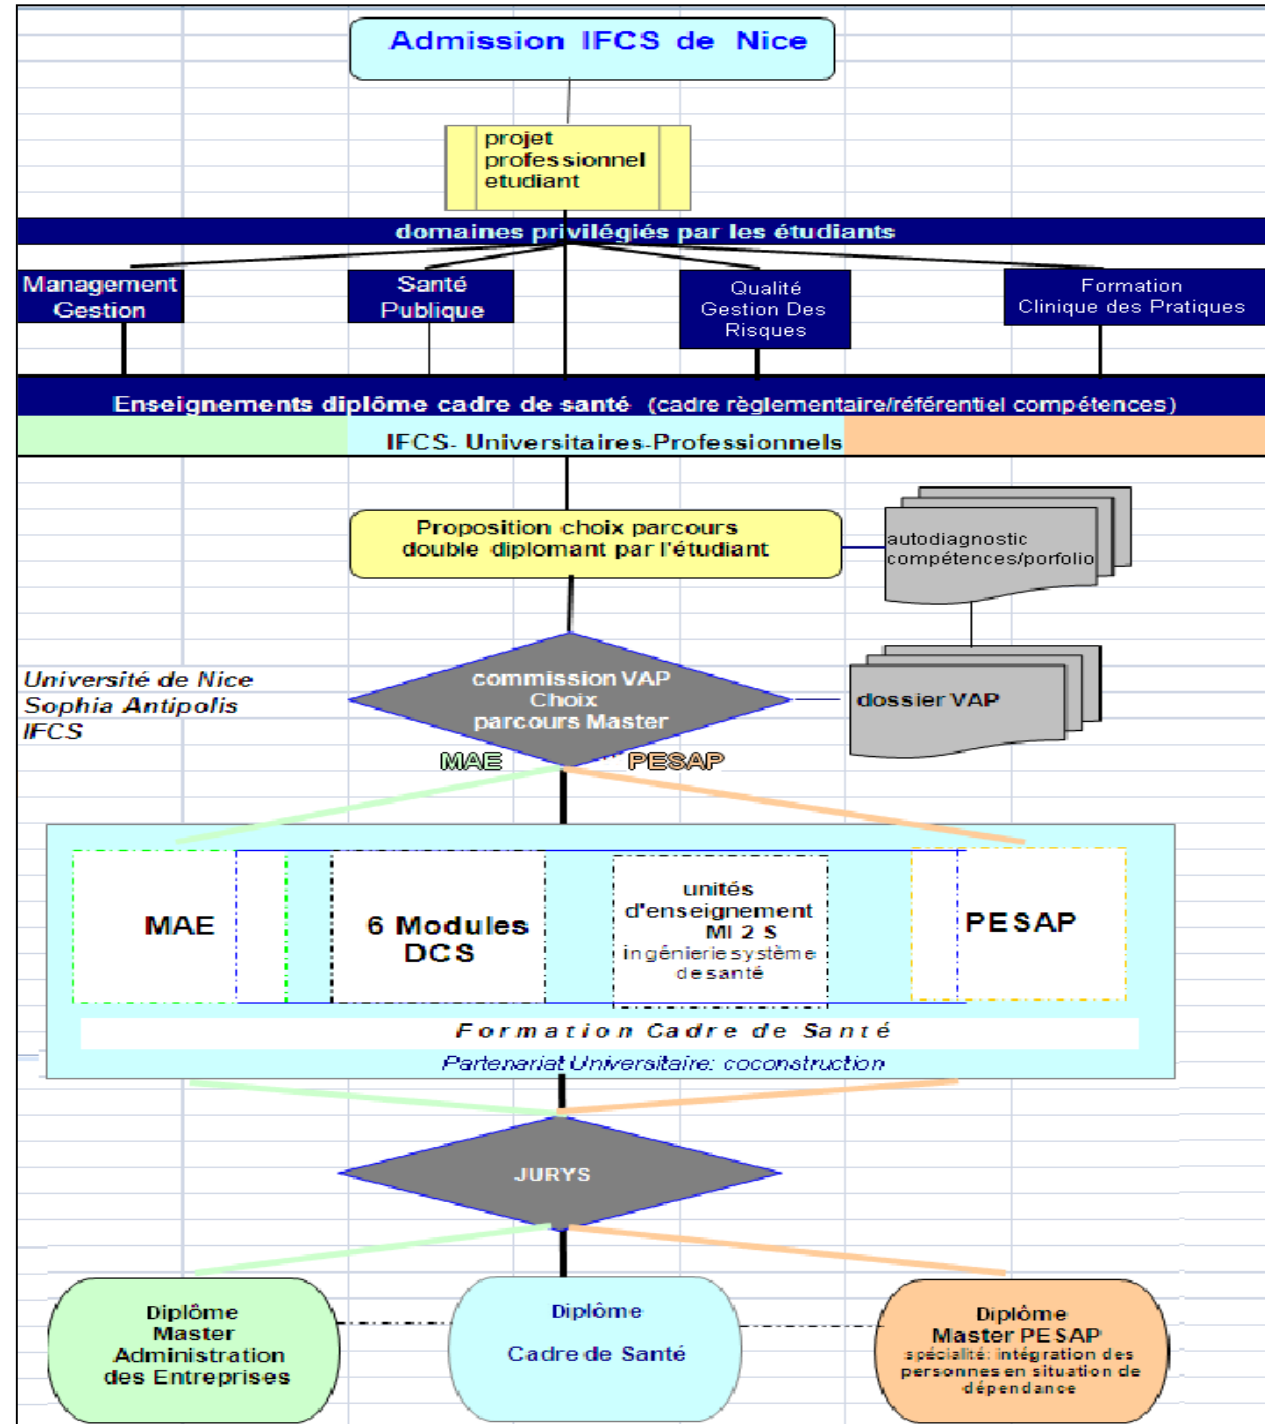 Admission IFCS de Nice
projet
professionnel
etudiant
domaines privilégiés par les étudiants
Management
Gestion
Santé
Publique
Qualité
Gestion Des
Risques
Formation
Clinique des Pratiques
Enseignements diplôme cadre de santé (cadre règlementaire/référentiel compétences)
IFCS- Universitaires-Professionnels
Proposition choix parcours
double diplomant par l'étudiant
autodiagnostic
compétences/porfolio
Université de Nice
Sophia Antipolis
IFCS
commission VAP
Choix
parcours Master
dossier VAP
MAE
PESAP
MAE
6 Modules
DCS
unités
d'enseignement
MI 2 S
ingénierie système
de santé
PESAP
Formation Cadre de Santé
Partenariat Universitaire: coconstruction
JURYS
Diplôme
Master
Administration
des Entreprises
Diplôme
Cadre de Santé
Diplôme
Master PESAP
spécialité: intégration des
personnes en situation de
dépendance